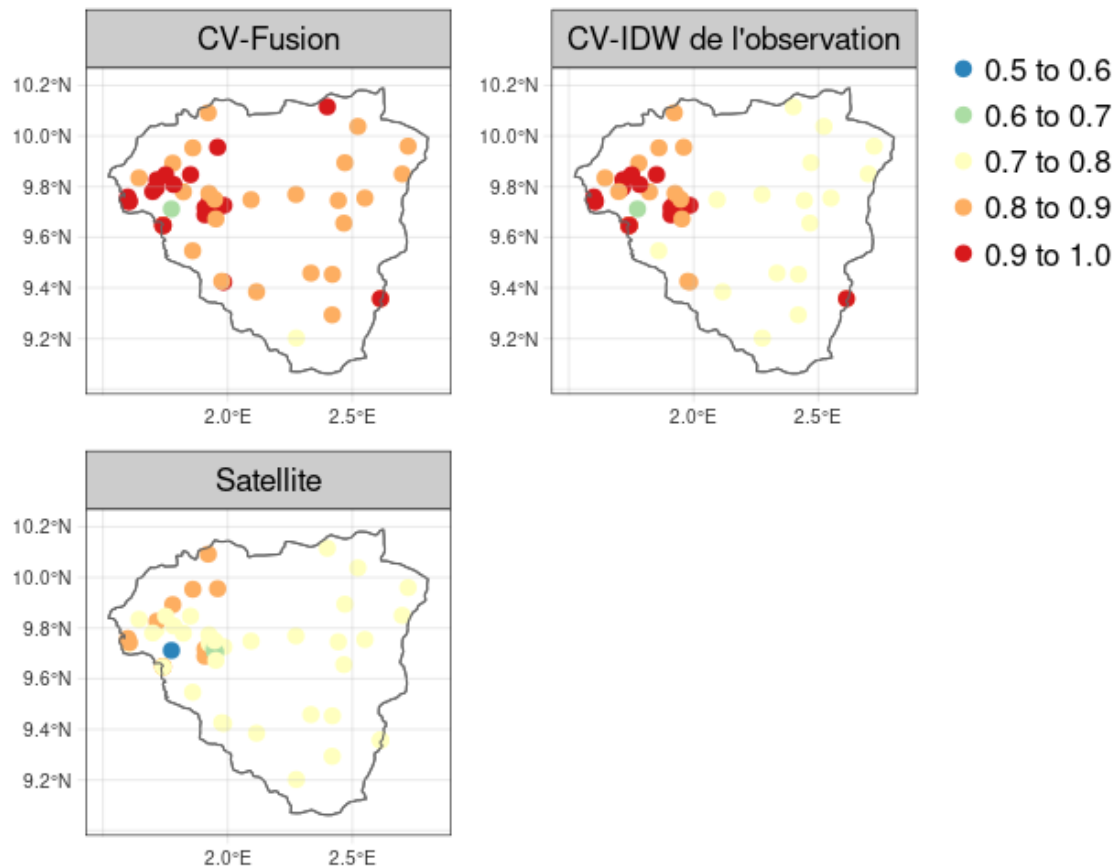 CV-Fusion
10.2°N
10.0°N
9.8°N
9.6°N
9.4°N
9.2°N
2.0°E 2.5°E
CV-IDW de l'observation
10.2°N
10.0°N
9.8°N
9.6°N
9.4°N
9.2°N
2.0°E 2.5°E
0.5 to 0.6
0.6 to 0.7
0.7 to 0.8
0.8 to 0.9
0.9 to 1.0
Satellite
10.2°N
10.0°N
9.8°N
9.6°N
9.4°N
9.2°N
2.0°E 2.5°E